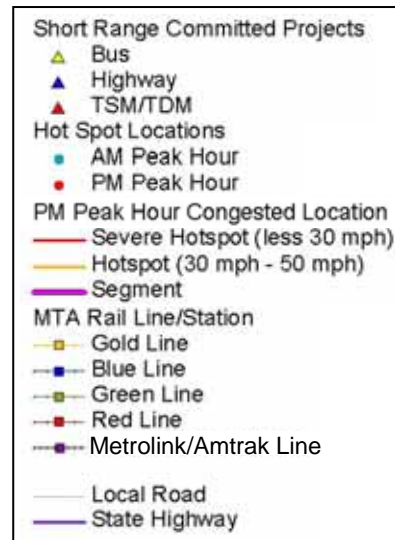 Short Range Committed Projects
Bus
Highway
TSM/TDM
Hot Spot Locations
AM Peak Hour
PM Peak Hour
PM Peak Hour Congested Location
Severe Hotspot (less 30 mph)
Hotspot (30 mph - 50 mph)
Segment
MTA Rail Line/Station
Gold Line
Blue Line
Green Line
Red Line
Metrolink/Amtrak Line
Local Road
State Highway